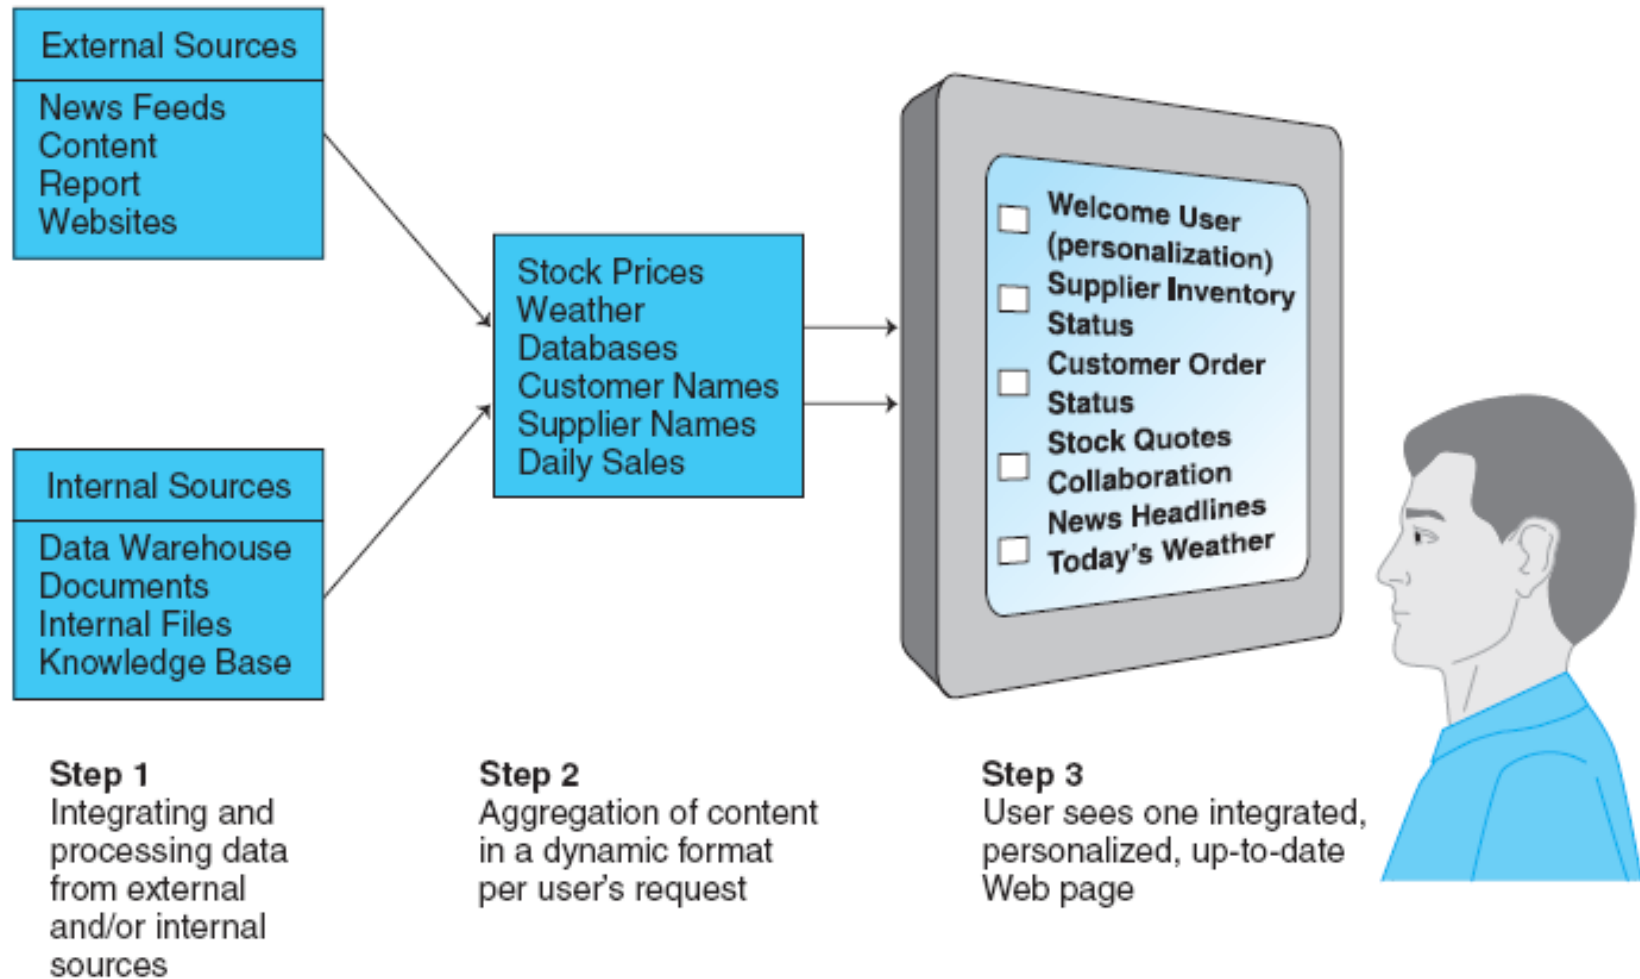 External Sources
News Feeds
Content
Report
Websites
Internal Sources
Data Warehouse
Documents
Internal Files
Knowledge Base
Stock Prices
Weather
Databases
Customer Names
Supplier Names
Daily Sales
Welcome User
(personalization)
Supplier Inventory
Status
Customer Order
Status
Stock Quotes
Collaboration
News Headlines
Today's Weather
Step 1
Integrating and
processing data
from external
and/or internal
sources
Step 2
Aggregation of content
in a dynamic format
per user's request
Step 3
User sees one integrated,
personalized, up-to-date
Web page